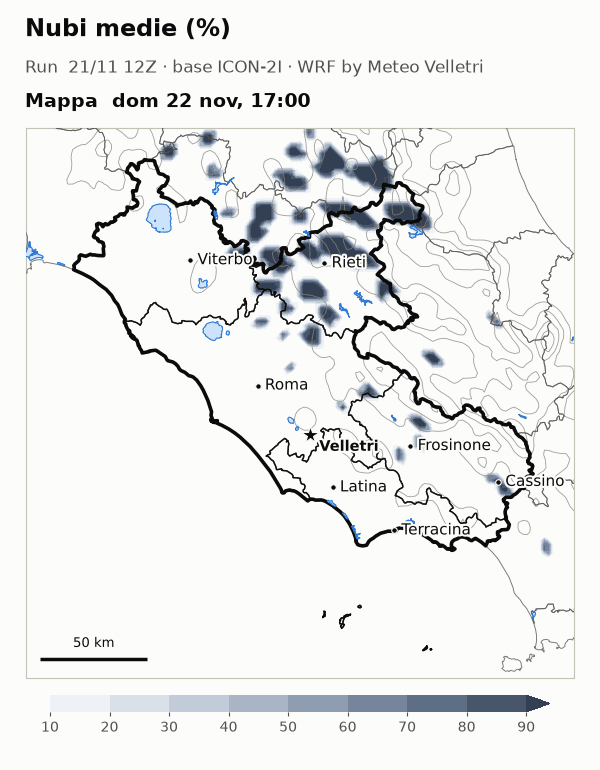 Nubi medie (%)
Run  21/11 12Z · base ICON-2I · WRF by Meteo Velletri
Mappa  dom 22 nov, 17:00
Viterbo
Rieti
Roma
Velletri
Frosinone
Cassino
Latina
Terracina
50 km
10 20 30 40 50 60 70 80 90